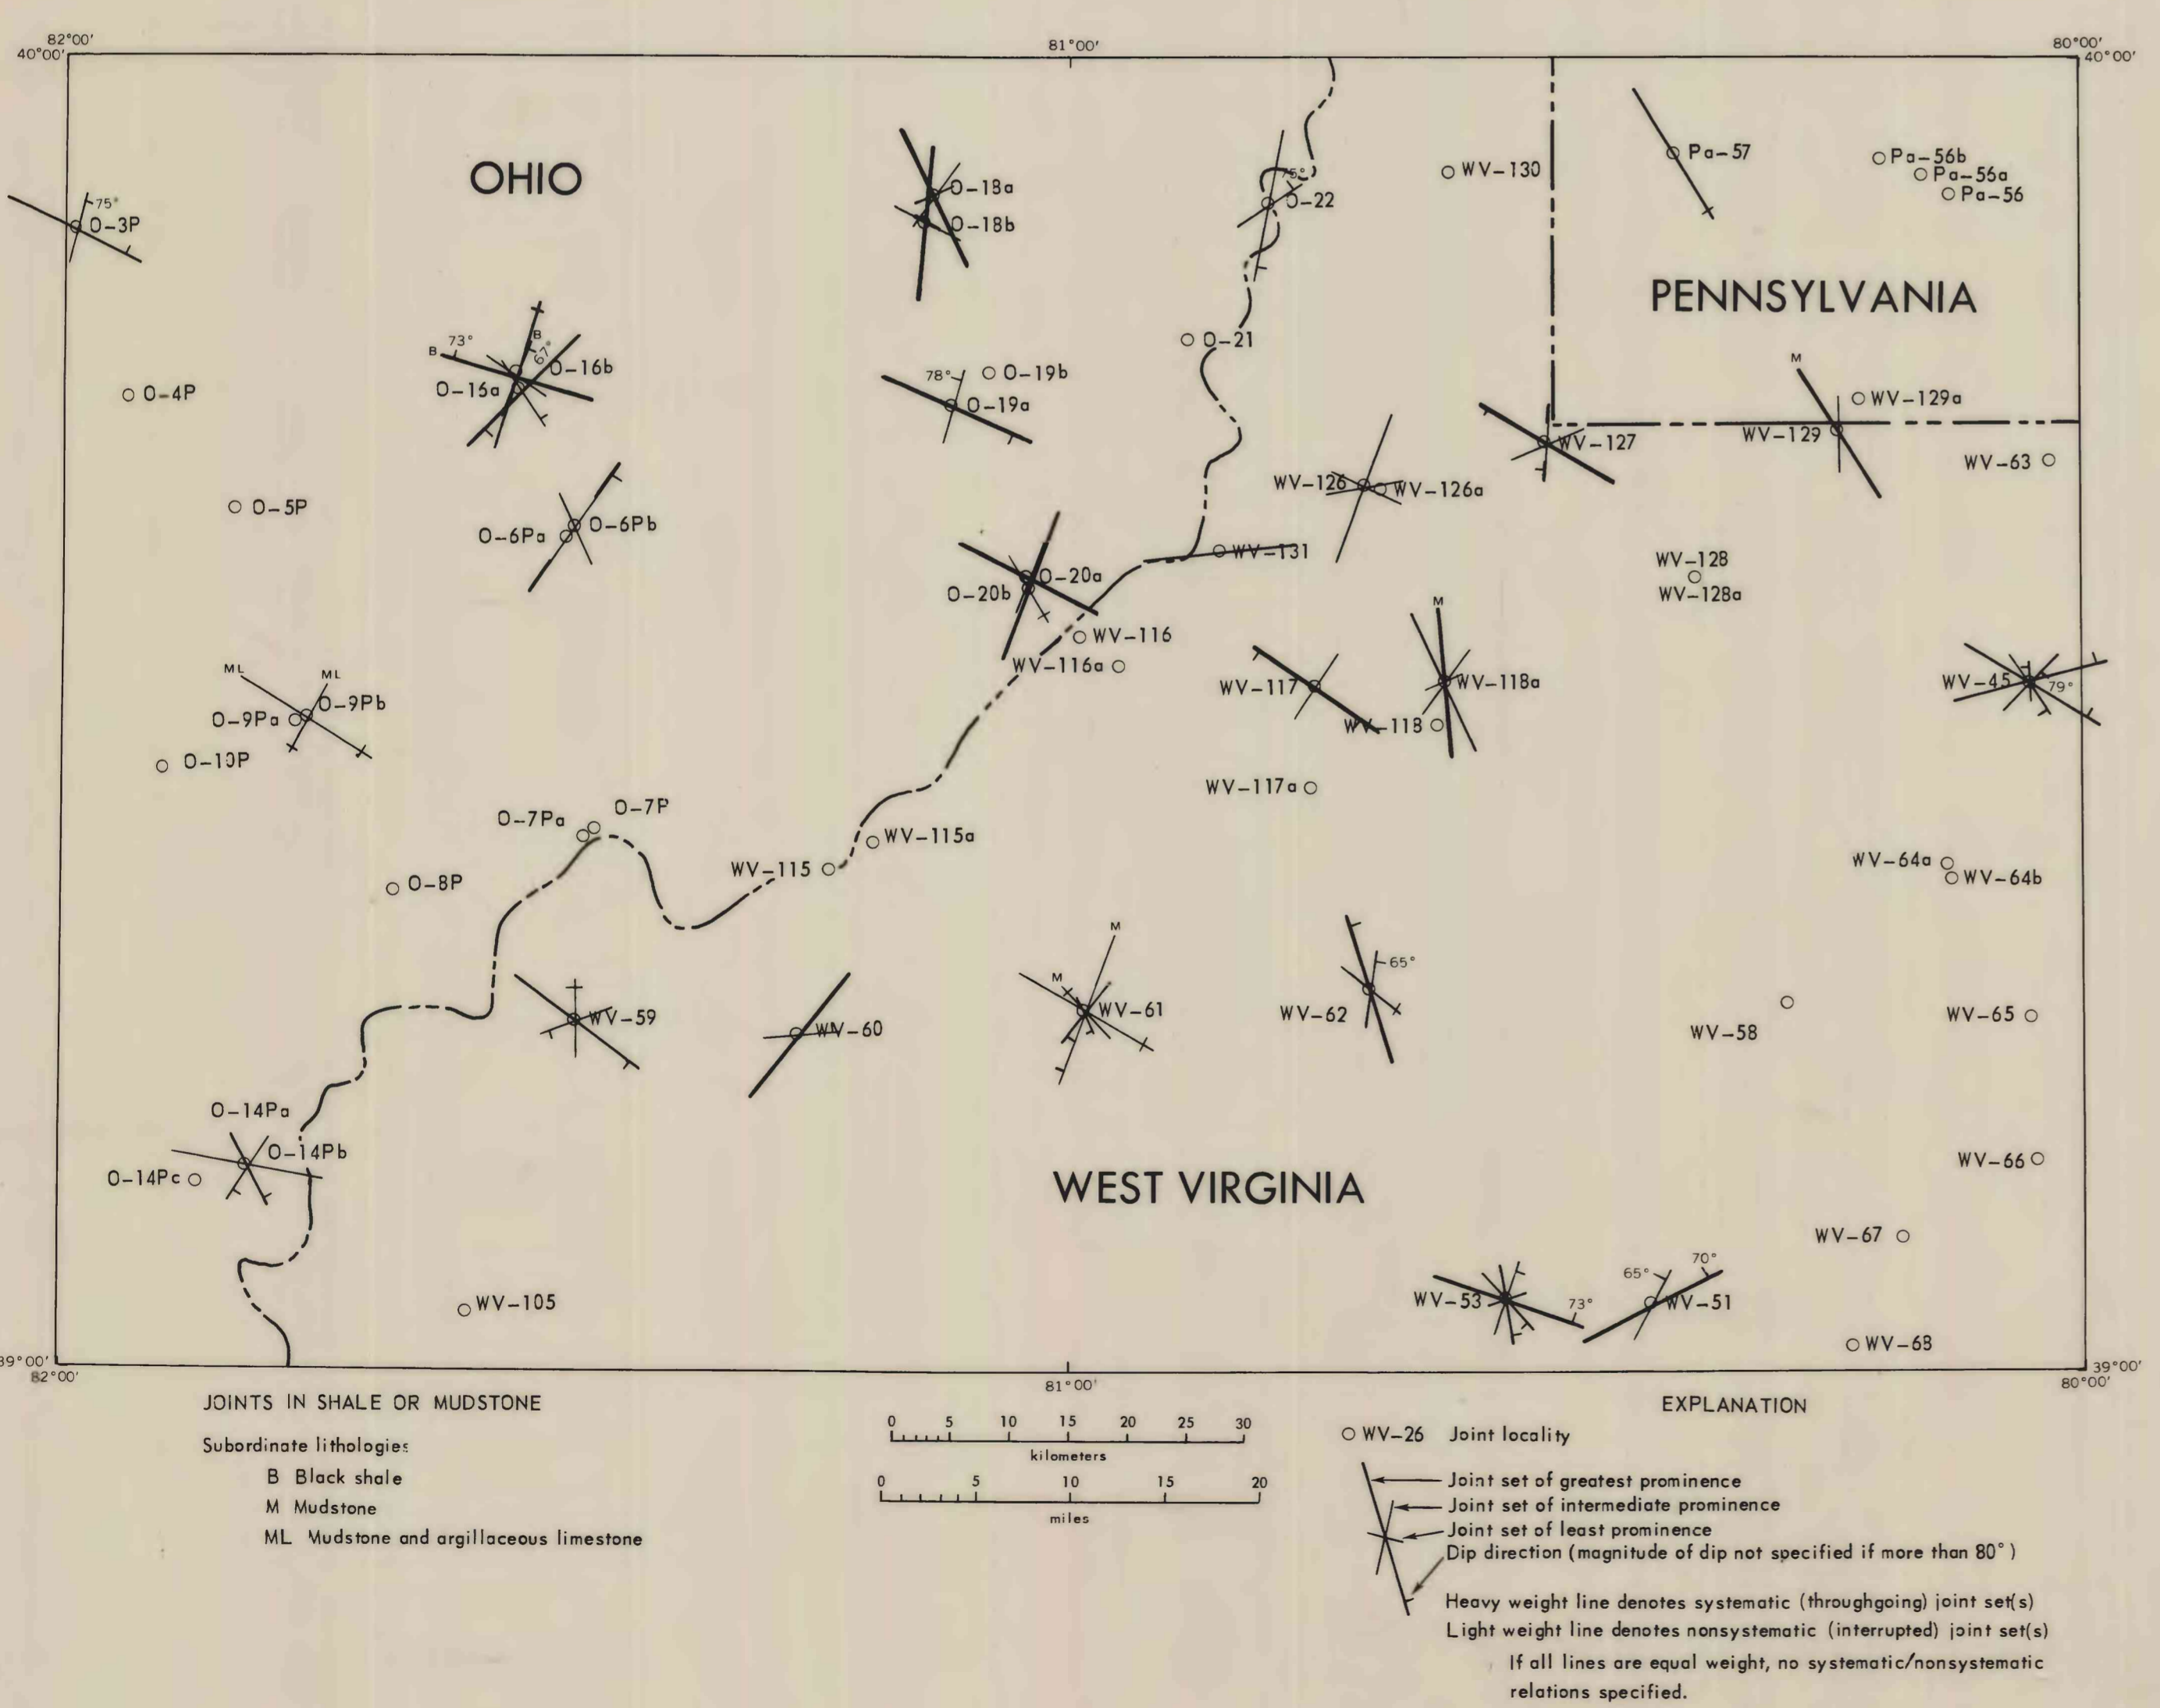 82°00'
81°00'
80°00'
40°00'
40°00'
OHIO
Pa-57
Pa-56b
Pa-56a
Pa-56
WV-130
75°
O-22
O-18a
O-18b
75°
O-3P
PENNSYLVANIA
O-21
B
73°
B
67°
O-16b
O-16a
78°
O-19b
O-19a
M
WV-129a
O-4P
WV-127
WV-129
WV-63
WV-126
WV-126a
O-5P
O-6Pa
O-6Pb
WV-131
WV-128
WV-128a
O-20a
O-20b
M
WV-116
WV-116a
ML
ML
O-9Pb
O-9Pa
WV-117
WV-118a
WV-118
WV-45
79°
O-10P
WV-117a
O-7P
O-7Pa
WV-115a
WV-115
WV-64a
WV-64b
O-8P
M
M
WV-61
65°
WV-62
WV-59
WV-60
WV-58
WV-65
O-14Pa
O-14Pb
O-14Pc
WEST VIRGINIA
WV-66
WV-67
70°
65°
WV-53
73°
WV-51
WV-105
WV-68
39°00'
39°00'
82°00'
81°00'
80°00'
JOINTS IN SHALE OR MUDSTONE
Subordinate lithologies
B Black shale
M Mudstone
ML Mudstone and argillaceous limestone
0 5 10 15 20 25 30
kilometers
0 5 10 15 20
miles
EXPLANATION
WV-26 Joint locality
Joint set of greatest prominence
Joint set of intermediate prominence
Joint set of least prominence
Dip direction (magnitude of dip not specified if more than 80°)
Heavy weight line denotes systematic (throughgoing) joint set(s)
Light weight line denotes nonsystematic (interrupted) joint set(s)
If all lines are equal weight, no systematic/nonsystematic
relations specified.